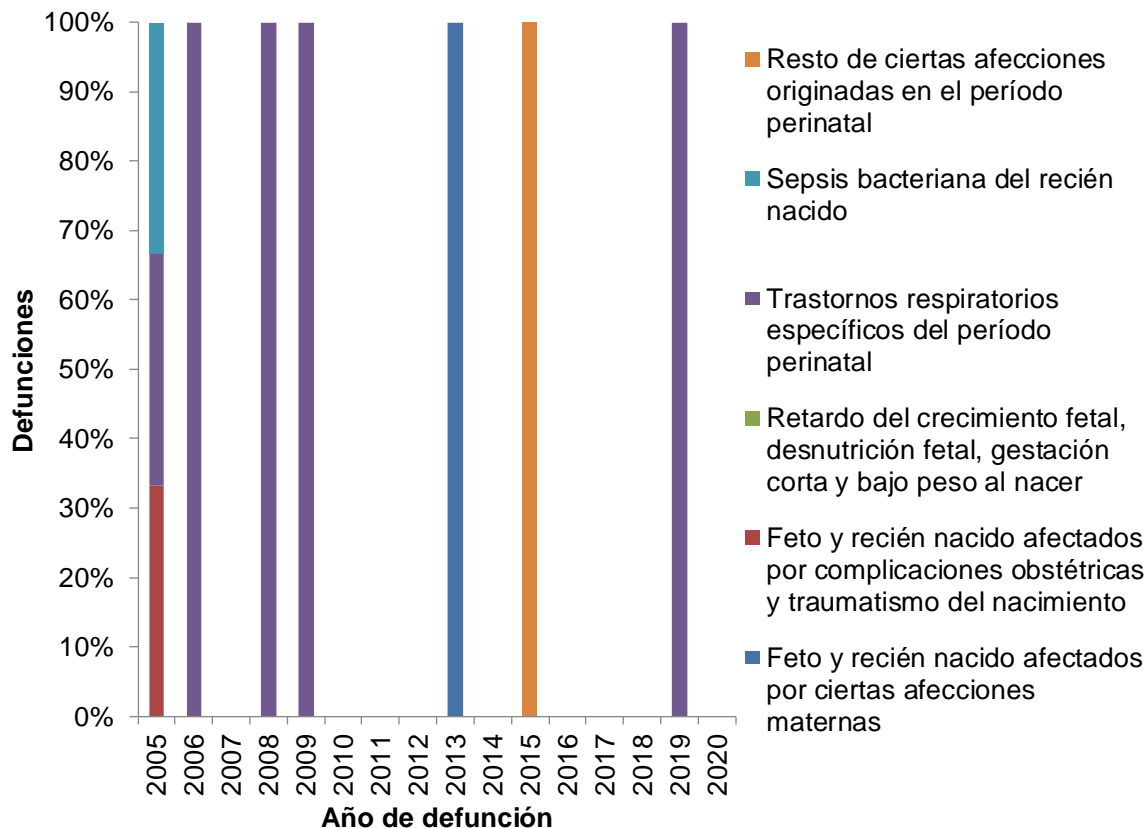 100%
90%
80%
70%
60%
50%
40%
30%
20%
10%
0%
Defunciones
2005
2006
2007
2008
2009
2010
2011
2012
2013
2014
2015
2016
2017
2018
2019
2020
Año de defunción
Resto de ciertas afecciones
originadas en el período
perinatal
Sepsis bacteriana del recién
nacido
Trastornos respiratorios
específicos del período
perinatal
Retardo del crecimiento fetal,
desnutrición fetal, gestación
corta y bajo peso al nacer
Feto y recién nacido afectados
por complicaciones obstétricas
y traumatismo del nacimiento
Feto y recién nacido afectados
por ciertas afecciones
maternas